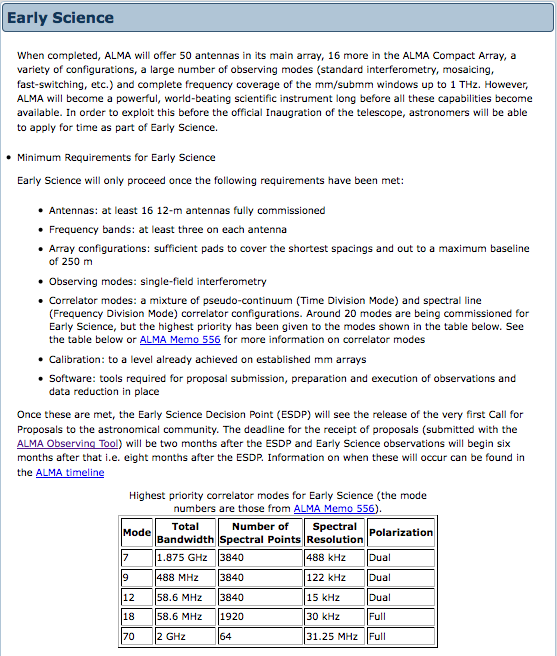 Early Science
When completed, ALMA will offer 50 antennas in its main array, 16 more in the ALMA Compact Array, a
variety of configurations, a large number of observing modes (standard interferometry, mosaicing,
fast-switching, etc.) and complete frequency coverage of the mm/submm windows up to 1 THz. However,
ALMA will become a powerful, world-beating scientific instrument long before all these capabilities become
available. In order to exploit this before the official Inaugration of the telescope, astronomers will be able
to apply for time as part of Early Science.
• Minimum Requirements for Early Science
Early Science will only proceed once the following requirements have been met:
• Antennas: at least 16 12-m antennas fully commissioned
• Frequency bands: at least three on each antenna
• Array configurations: sufficient pads to cover the shortest spacings and out to a maximum baseline
of 250 m
• Observing modes: single-field interferometry
• Correlator modes: a mixture of pseudo-continuum (Time Division Mode) and spectral line
(Frequency Division Mode) correlator configurations. Around 20 modes are being commissioned for
Early Science, but the highest priority has been given to the modes shown in the table below. See
the table below or ALMA Memo 556 for more information on correlator modes
• Calibration: to a level already achieved on established mm arrays
• Software: tools required for proposal submission, preparation and execution of observations and
data reduction in place
Once these are met, the Early Science Decision Point (ESDP) will see the release of the very first Call for
Proposals to the astronomical community. The deadline for the receipt of proposals (submitted with the
ALMA Observing Tool) will be two months after the ESDP and Early Science observations will begin six
months after that i.e. eight months after the ESDP. Information on when these will occur can be found in
the ALMA timeline
Highest priority correlator modes for Early Science (the mode
numbers are those from ALMA Memo 556).
Mode Total Bandwidth Number of Spectral Points Spectral Resolution Polarization
7 1.875 GHz 3840 488 kHz Dual
9 488 MHz 3840 122 kHz Dual
12 58.6 MHz 3840 15 kHz Dual
18 58.6 MHz 1920 30 kHz Full
70 2 GHz 64 31.25 MHz Full